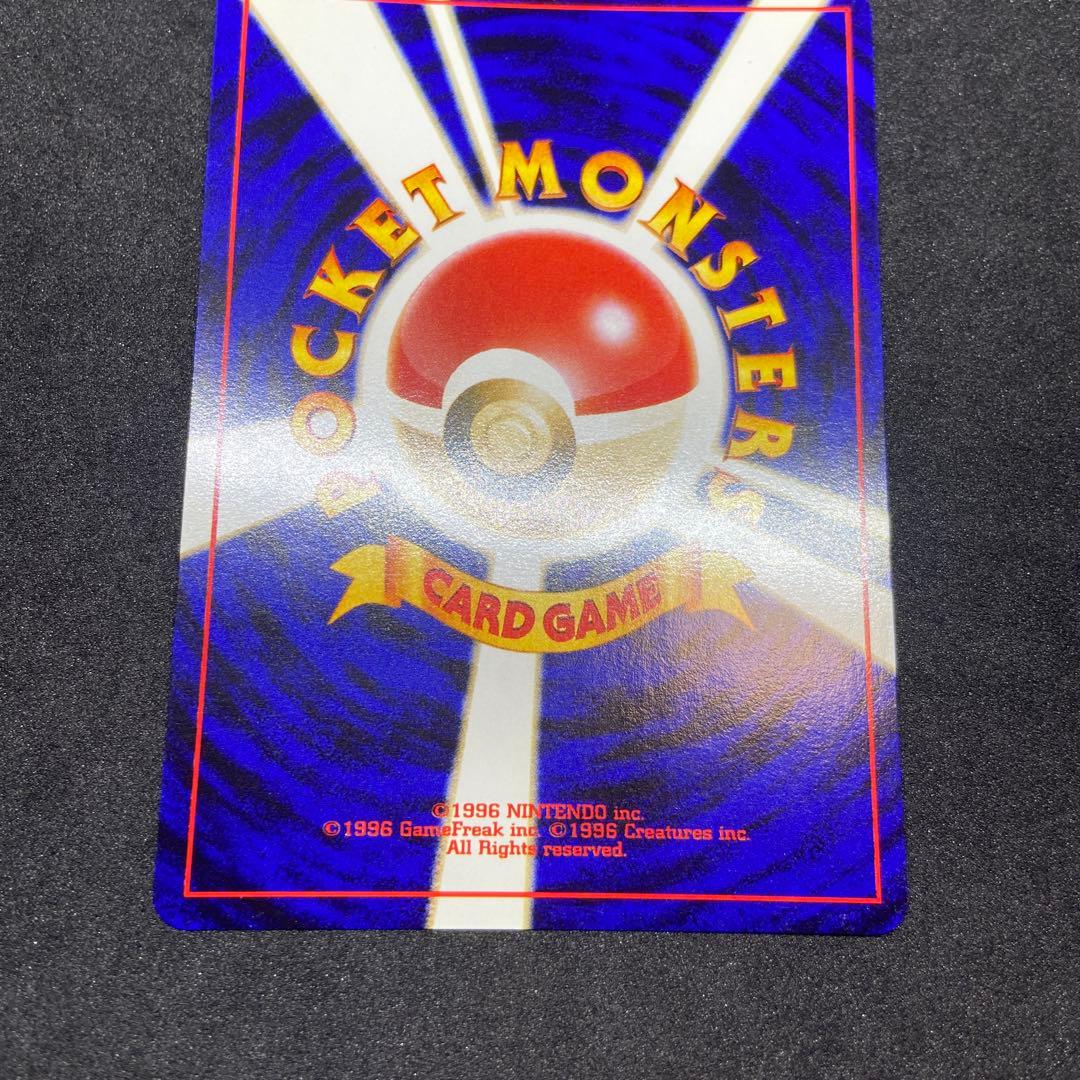 POCKET MONSTERS
CARD GAME
©1996 NINTENDO inc.
©1996 GameFreak inc. ©1996 Creatures inc.
All Rights reserved.